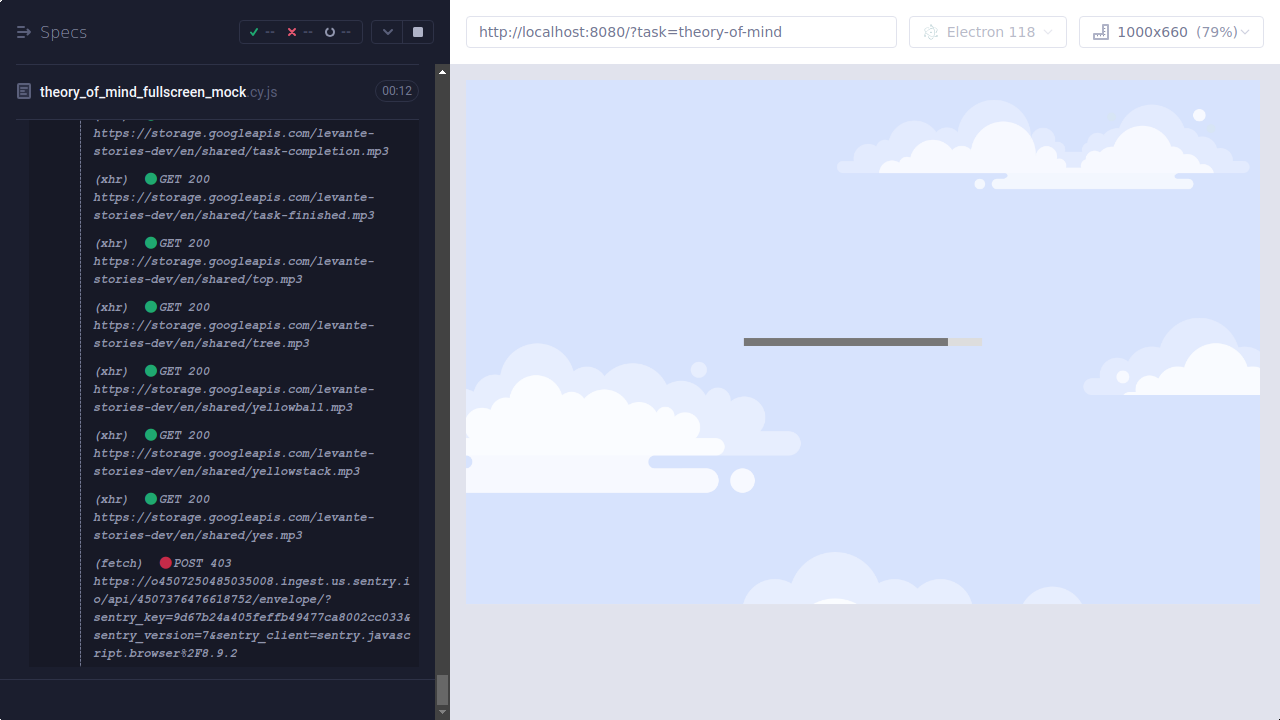 Specs
-- -- --
http://localhost:8080/?task=theory-of-mind
Electron 118
1000x660 (79%)
theory_of_mind_fullscreen_mock.cy.js
00:12
https://storage.googleapis.com/levante-
stories-dev/en/shared/task-completion.mp3
(xhr) GET 200
https://storage.googleapis.com/levante-
stories-dev/en/shared/task-finished.mp3
(xhr) GET 200
https://storage.googleapis.com/levante-
stories-dev/en/shared/top.mp3
(xhr) GET 200
https://storage.googleapis.com/levante-
stories-dev/en/shared/tree.mp3
(xhr) GET 200
https://storage.googleapis.com/levante-
stories-dev/en/shared/yellowball.mp3
(xhr) GET 200
https://storage.googleapis.com/levante-
stories-dev/en/shared/yellowstack.mp3
(xhr) GET 200
https://storage.googleapis.com/levante-
stories-dev/en/shared/yes.mp3
(fetch) POST 403
https://o4507250485035008.ingest.us.sentry.i
o/api/4507376476618752/envelope/?
sentry_key=9d67b24a405feffb49477ca8002cc033&
sentry_version=7&sentry_client=sentry.javasc
ript.browser%2F8.9.2